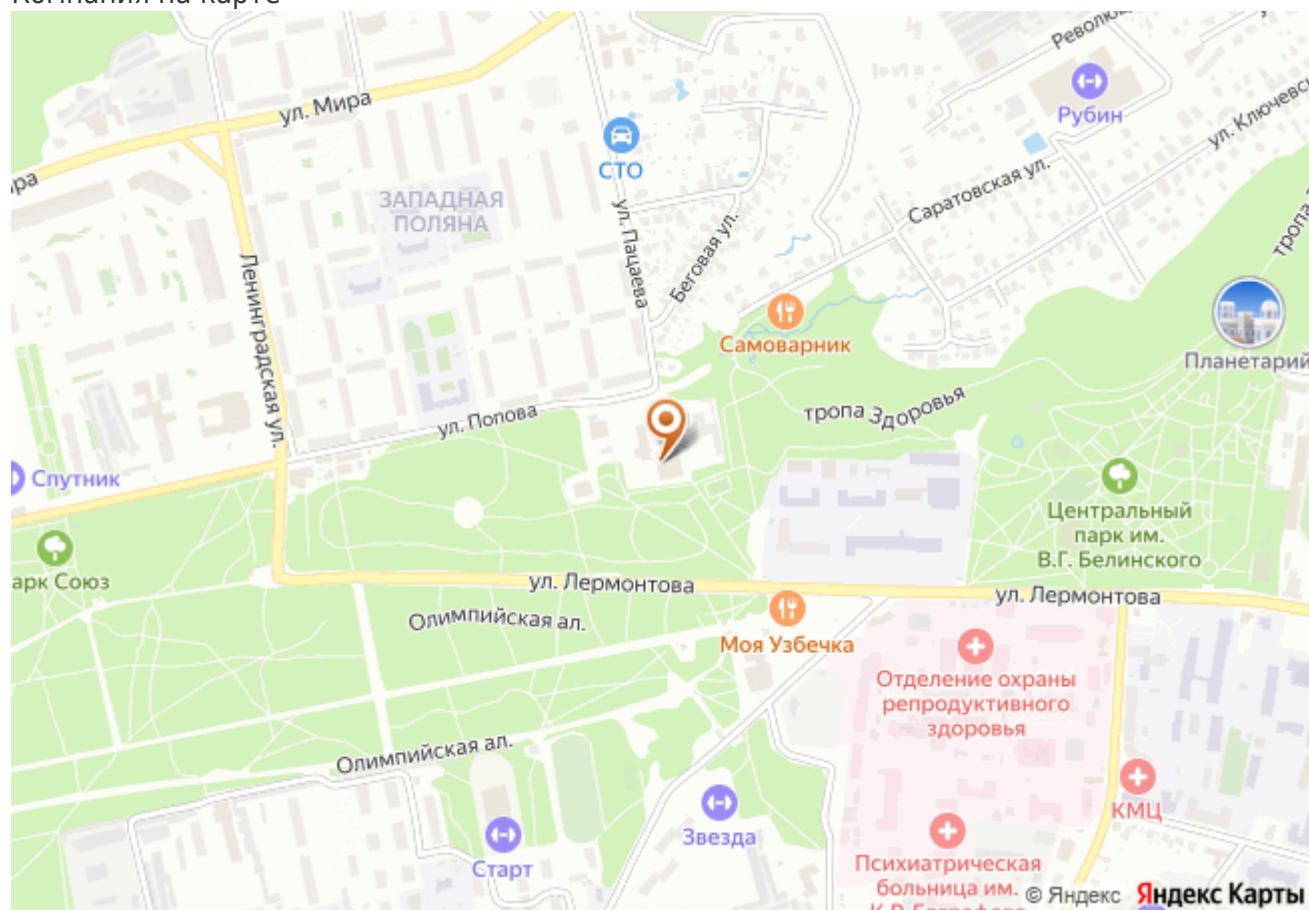 Компания на карте
Револю
ул. Мира
Рубин
ул. Ключевс
СТО
ЗАПАДНАЯ
ПОЛЯНА
Саратовская ул.
ул. Пацаева
Беговая ул.
тропа
Ленинградская ул.
Самоварник
Планетарий
тропа Здоровья
ул. Попова
Спутник
Центральный
парк им.
В.Г. Белинского
арк Союз
ул. Лермонтова
ул. Лермонтова
Олимпийская ал.
Моя Узбечка
Отделение охраны
репродуктивного
здоровья
Олимпийская ал.
КМЦ
Звезда
Старт
Психиатрическая
больница им.
© Яндекс Яндекс Карты